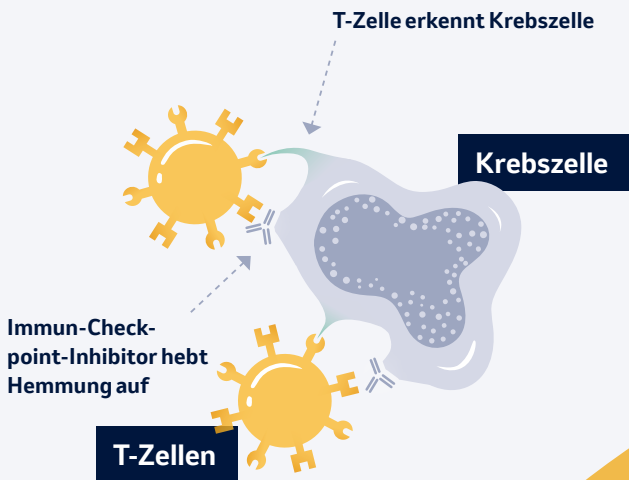 T-Zelle erkennt Krebszelle
Krebszelle
Immun-Check-
point-Inhibitor hebt
Hemmung auf
T-Zellen